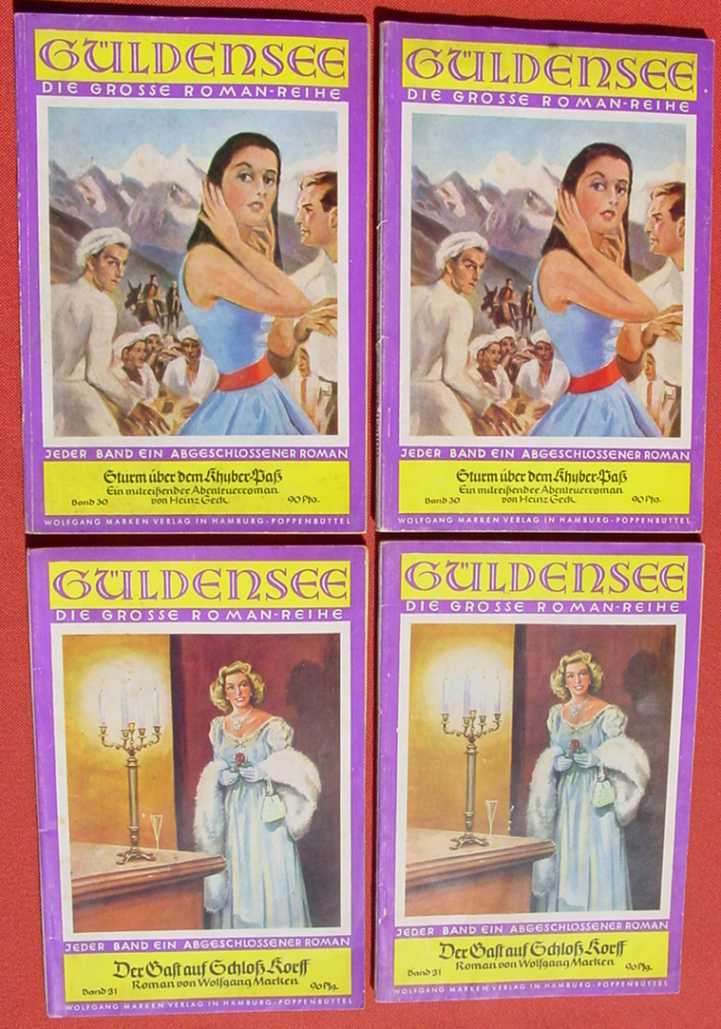 GÜLDENSEE
DIE GROSSE ROMAN-REIHE
JEDER BAND EIN ABGESCHLOSSENER ROMAN
Sturm über dem Khyber-Paß
Ein mitreißender Abenteuerroman
Band 30 von Heinz Geck 90 Pfg.
WOLFGANG MARKEN VERLAG IN HAMBURG-POPPENBÜTTEL
GÜLDENSEE
DIE GROSSE ROMAN-REIHE
JEDER BAND EIN ABGESCHLOSSENER ROMAN
Sturm über dem Khyber-Paß
Ein mitreißender Abenteuerroman
Band 30 von Heinz Geck 90 Pfg.
WOLFGANG MARKEN VERLAG IN HAMBURG-POPPENBÜTTEL
GÜLDENSEE
DIE GROSSE ROMAN-REIHE
JEDER BAND EIN ABGESCHLOSSENER ROMAN
Der Gast auf Schloß Korff
Band 31 Roman von Wolfgang Marken 90 Pfg.
WOLFGANG MARKEN VERLAG IN HAMBURG-POPPENBÜTTEL
GÜLDENSEE
DIE GROSSE ROMAN-REIHE
JEDER BAND EIN ABGESCHLOSSENER ROMAN
Der Gast auf Schloß Korff
Band 31 Roman von Wolfgang Marken 90 Pfg.
WOLFGANG MARKEN VERLAG IN HAMBURG-POPPENBÜTTEL